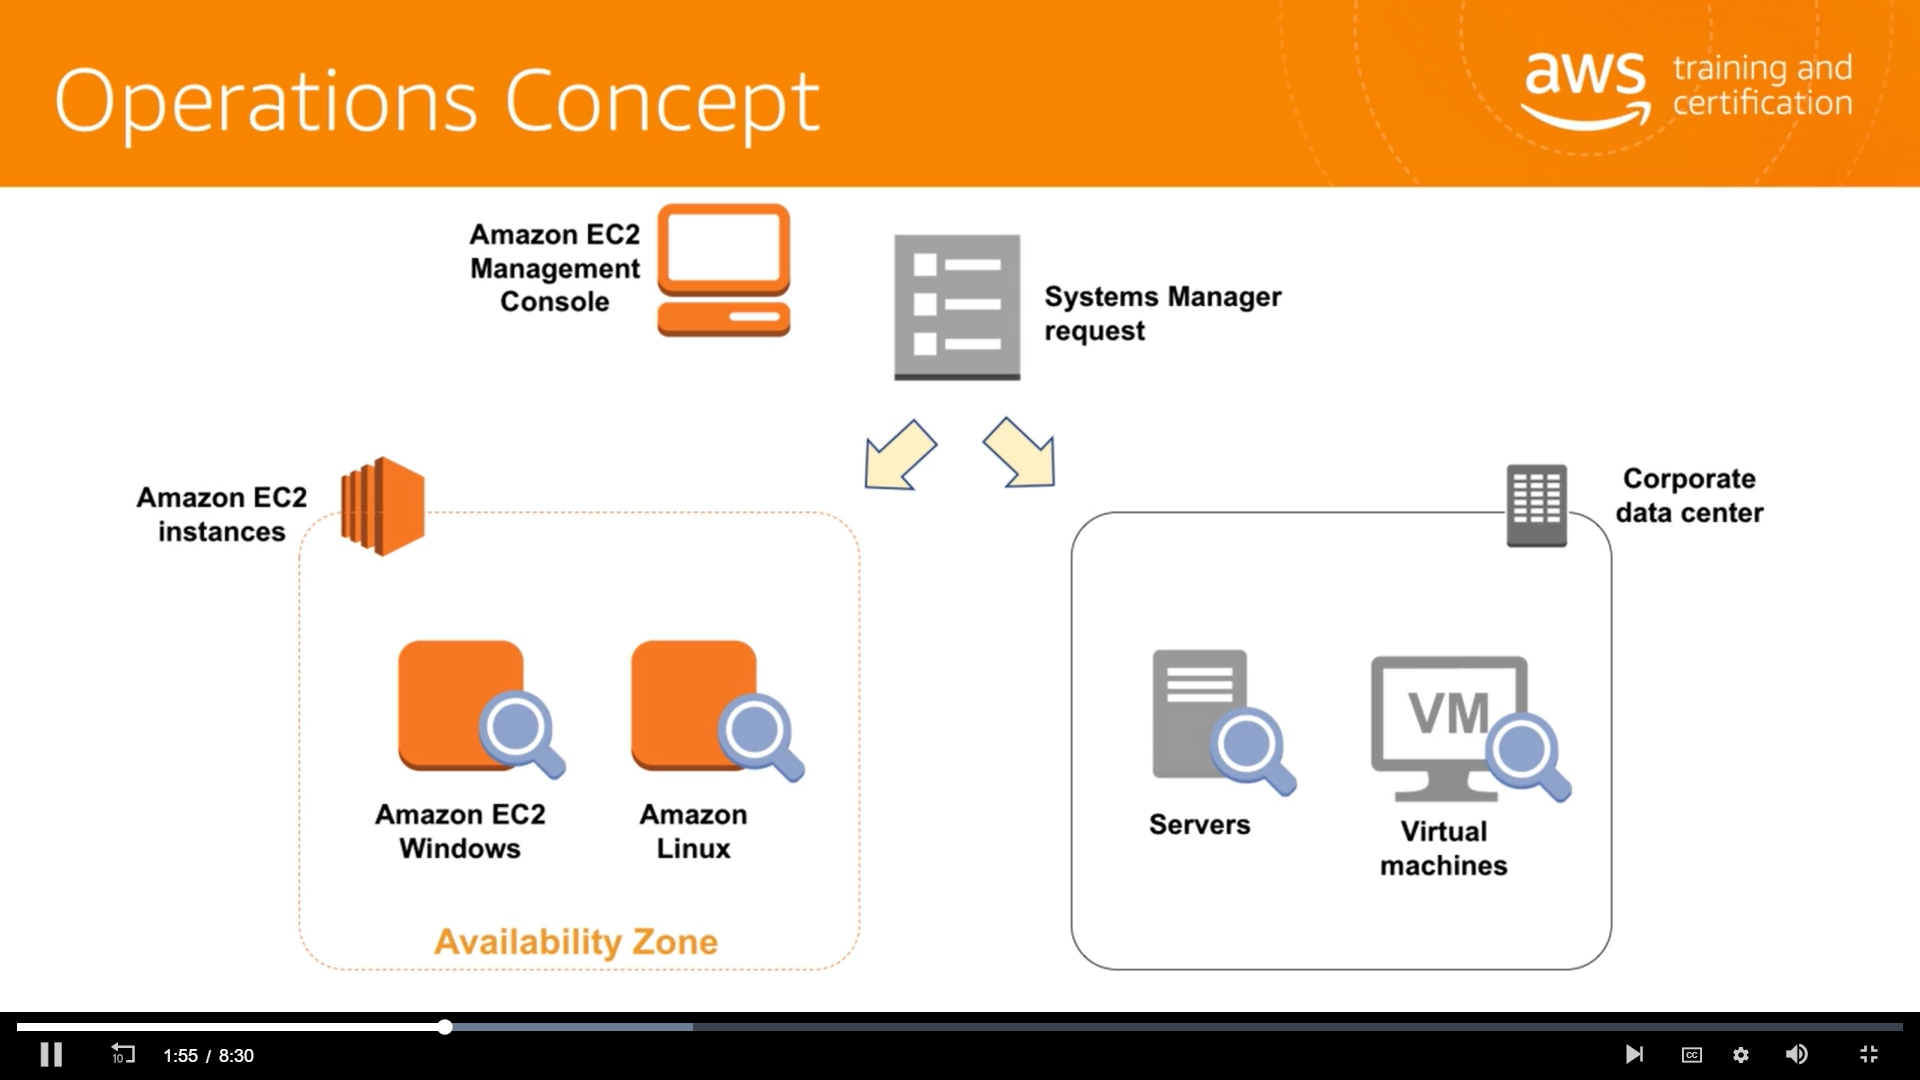 Operations Concept
aws
training and
certification
Amazon EC2
Management
Console
Systems Manager
request
Amazon EC2
instances
Corporate
data center
VM
Amazon EC2
Windows
Amazon
Linux
Servers
Virtual
machines
Availability Zone
10
1:55 / 8:30
CC